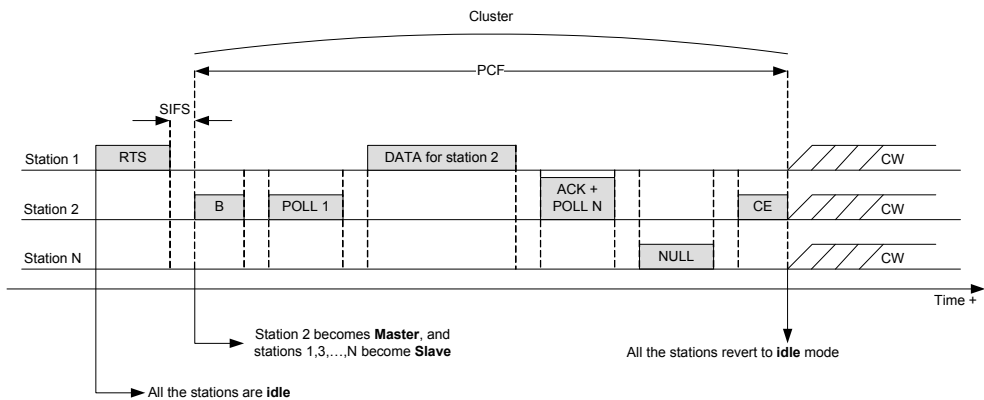 Cluster
PCF
SIFS
Station 1
RTS
DATA for station 2
CW
Station 2
B
POLL 1
ACK +
POLL N
CE
CW
Station N
NULL
CW
Time +
Station 2 becomes Master, and
stations 1,3,…,N become Slave
All the stations revert to idle mode
All the stations are idle